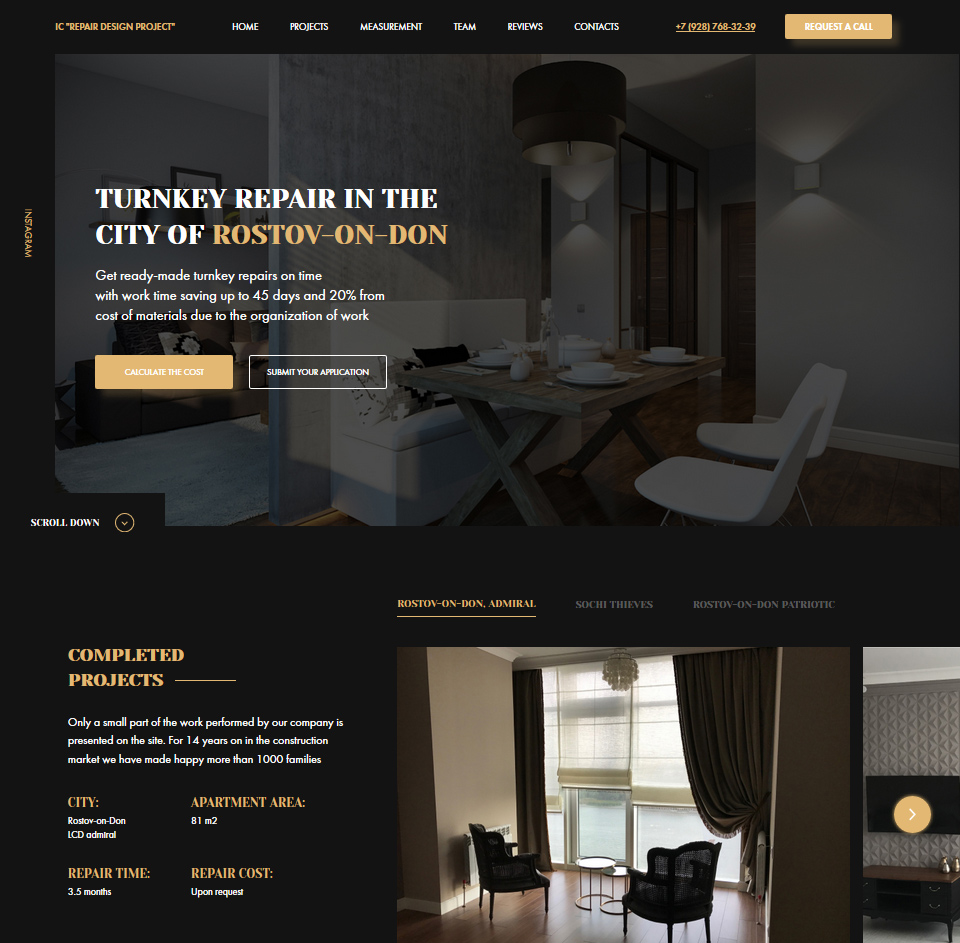 IC "REPAIR DESIGN PROJECT"
HOME
PROJECTS
MEASUREMENT
TEAM
REVIEWS
CONTACTS
+7 (928) 768-32-39
REQUEST A CALL
INSTAGRAM
TURNKEY REPAIR IN THE
CITY OF ROSTOV-ON-DON
Get ready-made turnkey repairs on time
with work time saving up to 45 days and 20% from
cost of materials due to the organization of work
CALCULATE THE COST
SUBMIT YOUR APPLICATION
SCROLL DOWN
ROSTOV-ON-DON, ADMIRAL
SOCHI THIEVES
ROSTOV-ON-DON PATRIOTIC
COMPLETED
PROJECTS
Only a small part of the work performed by our company is
presented on the site. For 14 years on in the construction
market we have made happy more than 1000 families
CITY:
Rostov-on-Don
LCD admiral
APARTMENT AREA:
81 m2
REPAIR TIME:
3.5 months
REPAIR COST:
Upon request